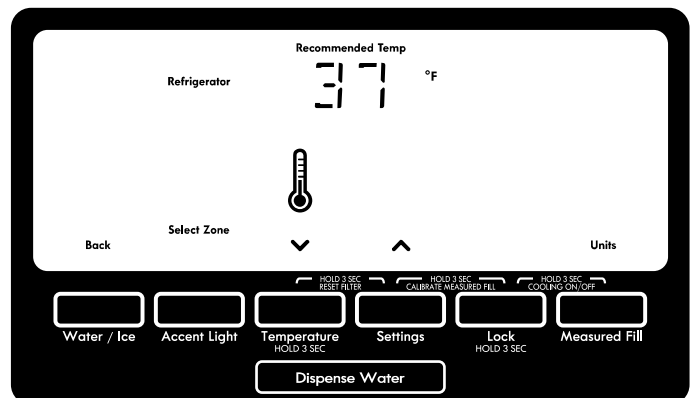 Recommended Temp
Refrigerator 37 °F
Select Zone
Back Units
HOLD 3 SEC HOLD 3 SEC HOLD 3 SEC
RESET FILTER CALIBRATE MEASURED FILL COOLING ON/OFF
Water / Ice Accent Light Temperature Settings Lock Measured Fill
HOLD 3 SEC HOLD 3 SEC
Dispense Water